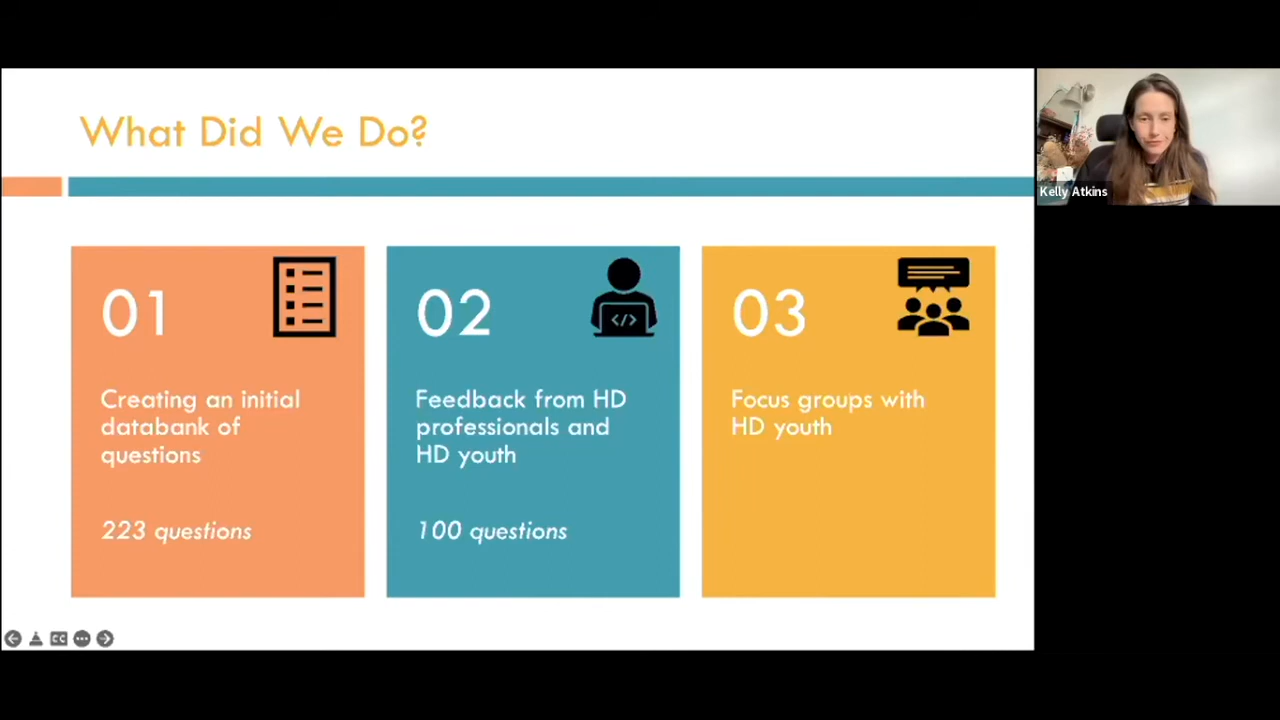 What Did We Do?
Kelly Atkins
01
Creating an initial
databank of
questions
223 questions
02
</>
Feedback from HD
professionals and
HD youth
100 questions
03
Focus groups with
HD youth
CC